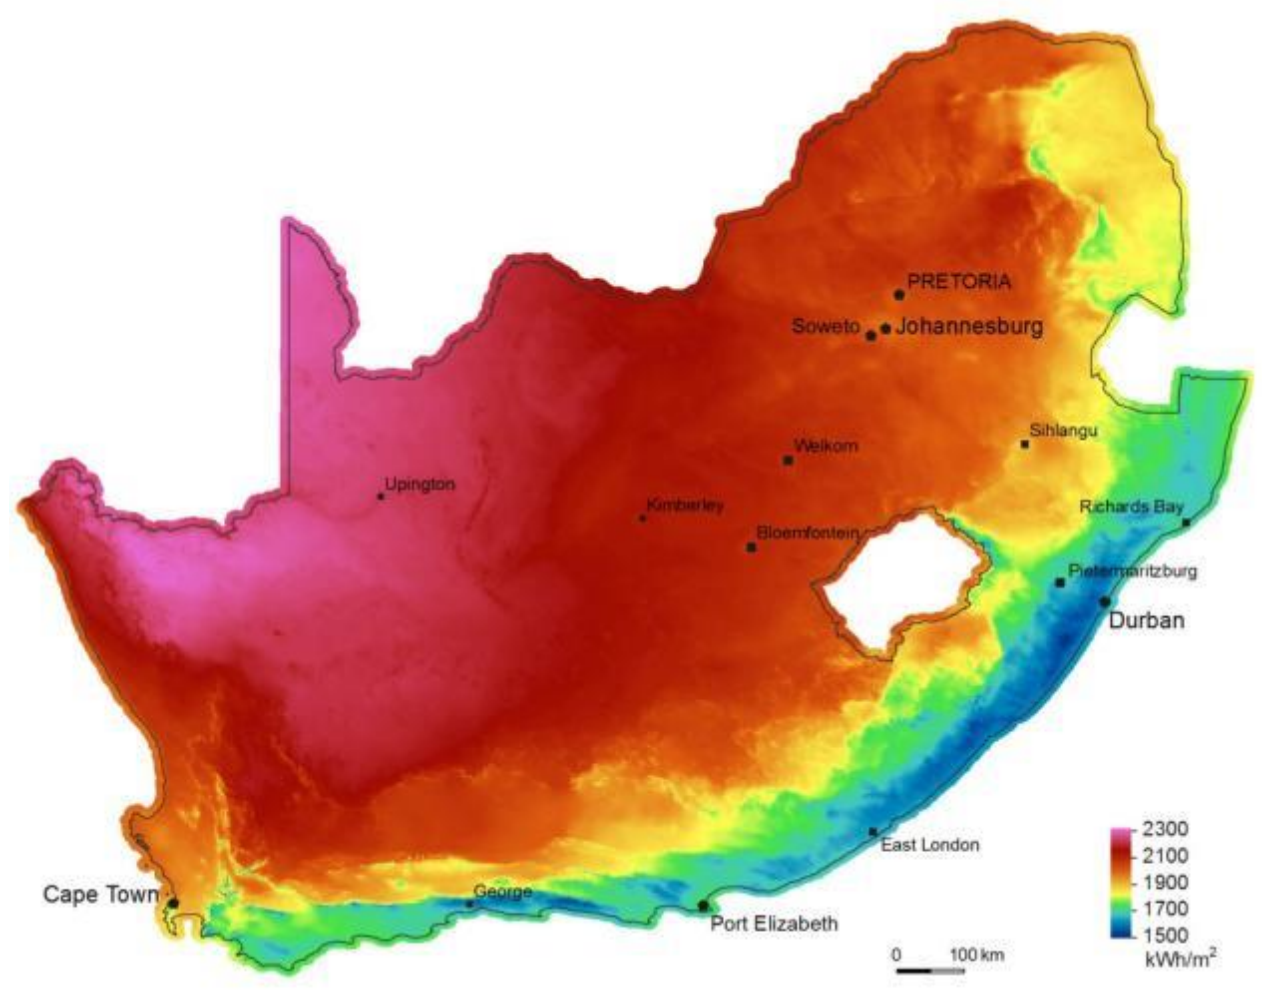 PRETORIA
Soweto
Johannesburg
Sihlangu
Welkom
Upington
Kimberley
Richards Bay
Bloemfontein
Pietermaritzburg
Durban
2300
2100
1900
1700
1500
kWh/m²
East London
George
Cape Town
Port Elizabeth
0 100 km